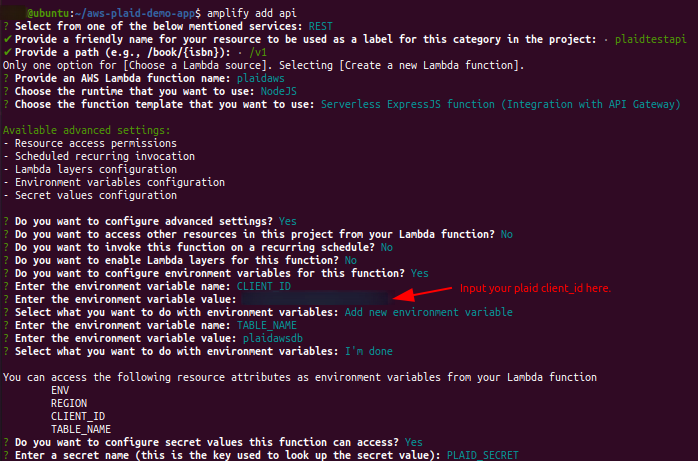 @ubuntu:~/aws-plaid-demo-app$ amplify add api
? Select from one of the below mentioned services: REST
✔ Provide a friendly name for your resource to be used as a label for this category in the project: · plaidtestapi
✔ Provide a path (e.g., /book/{isbn}): · /v1
Only one option for [Choose a Lambda source]. Selecting [Create a new Lambda function].
? Provide an AWS Lambda function name: plaidaws
? Choose the runtime that you want to use: NodeJS
? Choose the function template that you want to use: Serverless ExpressJS function (Integration with API Gateway)
Available advanced settings:
- Resource access permissions
- Scheduled recurring invocation
- Lambda layers configuration
- Environment variables configuration
- Secret values configuration
? Do you want to configure advanced settings? Yes
? Do you want to access other resources in this project from your Lambda function? No
? Do you want to invoke this function on a recurring schedule? No
? Do you want to enable Lambda layers for this function? No
? Do you want to configure environment variables for this function? Yes
? Enter the environment variable name: CLIENT_ID
? Enter the environment variable value: Input your plaid client_id here.
? Select what you want to do with environment variables: Add new environment variable
? Enter the environment variable name: TABLE_NAME
? Enter the environment variable value: plaidawsdb
? Select what you want to do with environment variables: I'm done
You can access the following resource attributes as environment variables from your Lambda function
ENV
REGION
CLIENT_ID
TABLE_NAME
? Do you want to configure secret values this function can access? Yes
? Enter a secret name (this is the key used to look up the secret value): PLAID_SECRET